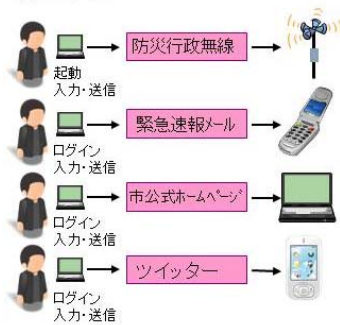 防災行政無線
起動
入力・送信
緊急速報メール
ログイン
入力・送信
市公式ホームページ
ログイン
入力・送信
ツイッター
ログイン
入力・送信